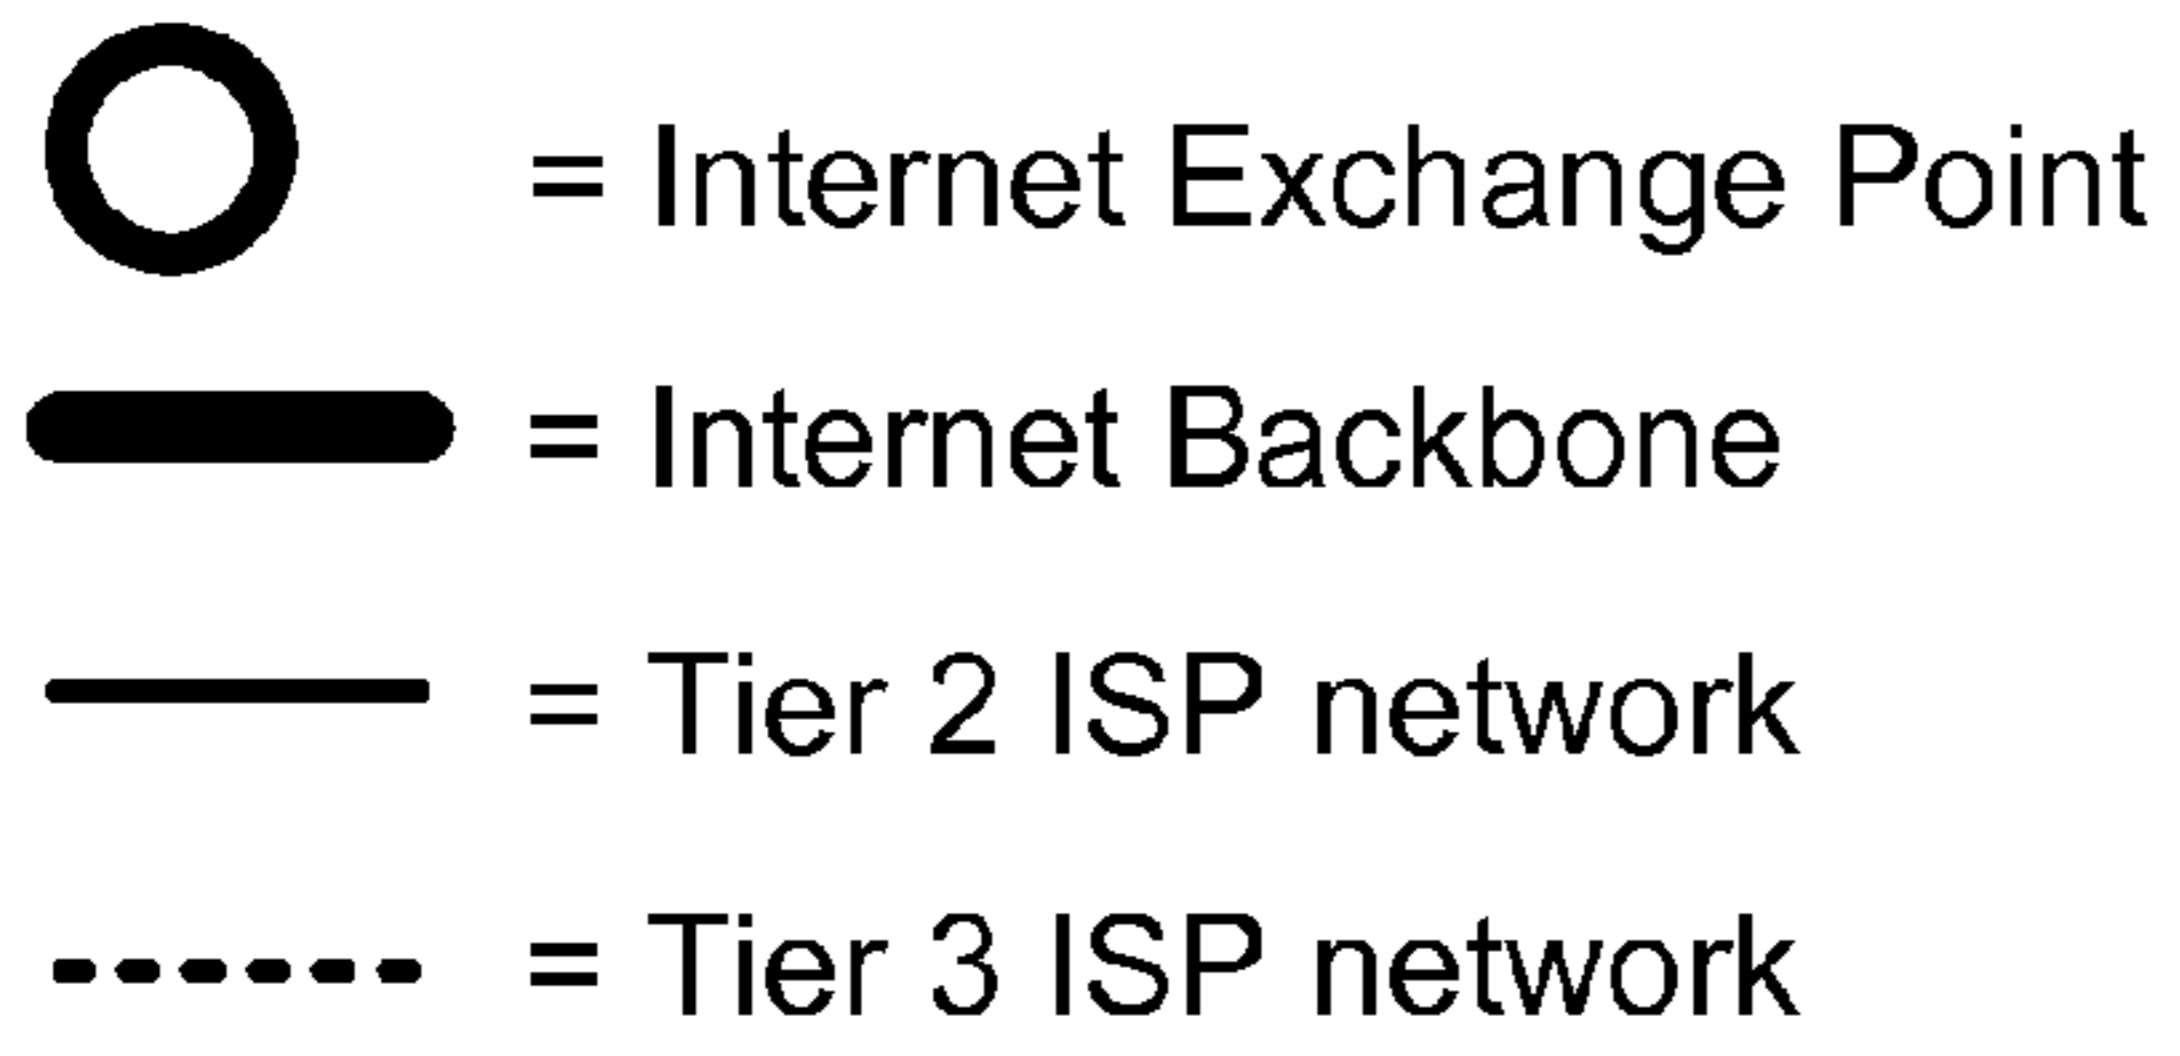 = Internet Exchange Point
= Internet Backbone
= Tier 2 ISP network
= Tier 3 ISP network